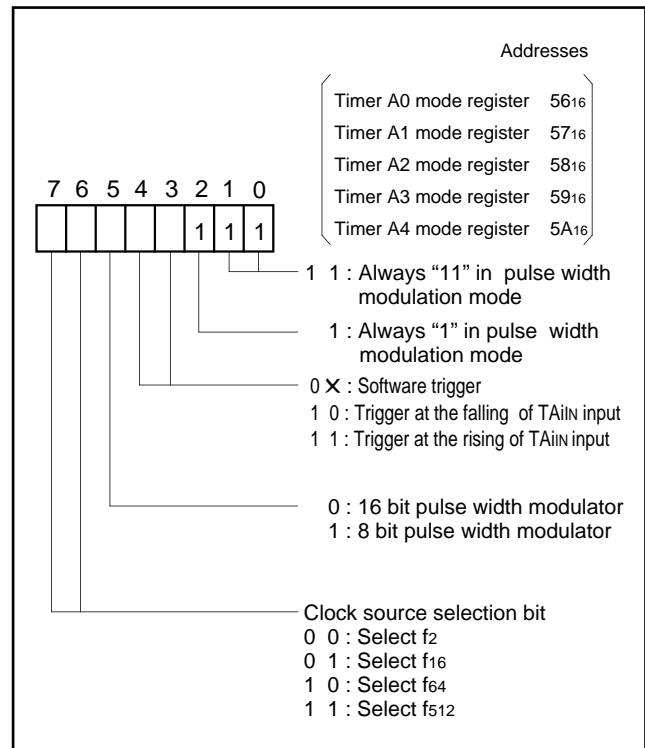 Addresses
Timer A0 mode register 5616
Timer A1 mode register 5716
Timer A2 mode register 5816
Timer A3 mode register 5916
Timer A4 mode register 5A16
7 6 5 4 3 2 1 0
1 1 1
1 1 : Always “11” in pulse width
modulation mode
1 : Always “1” in pulse width
modulation mode
0 × : Software trigger
1 0 : Trigger at the falling of TAiIN input
1 1 : Trigger at the rising of TAiIN input
0 : 16 bit pulse width modulator
1 : 8 bit pulse width modulator
Clock source selection bit
0 0 : Select f2
0 1 : Select f16
1 0 : Select f64
1 1 : Select f512